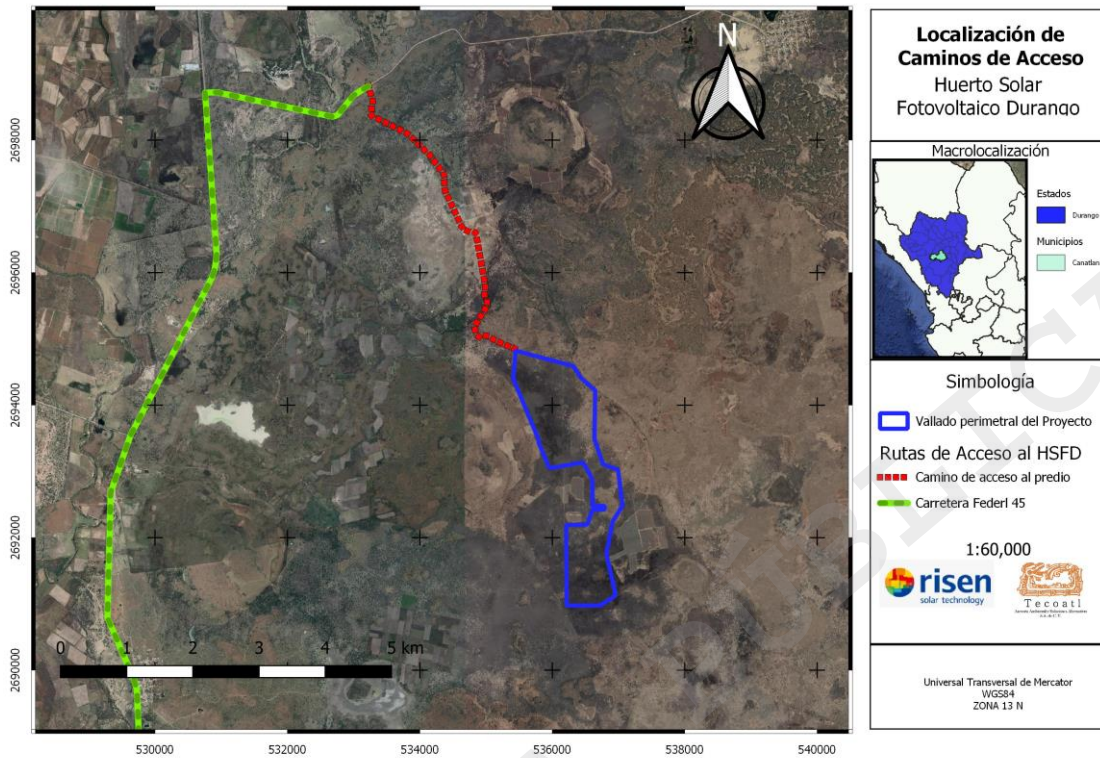 N
2698000
2696000
2694000
2692000
2690000
0 1 2 3 4 5 km
530000 532000 534000 536000 538000 540000
Localización de
Caminos de Acceso
Huerto Solar
Fotovoltaico Durango
Macrolocalización
Estados
Durango
Municipios
Canatlan
Simbología
Vallado perimetral del Proyecto
Rutas de Acceso al HSFD
Camino de acceso al predio
Carretera Federl 45
1:60,000
risen
solar technology
Tecoatl
Universal Transversal de Mercator
WGS84
ZONA 13 N